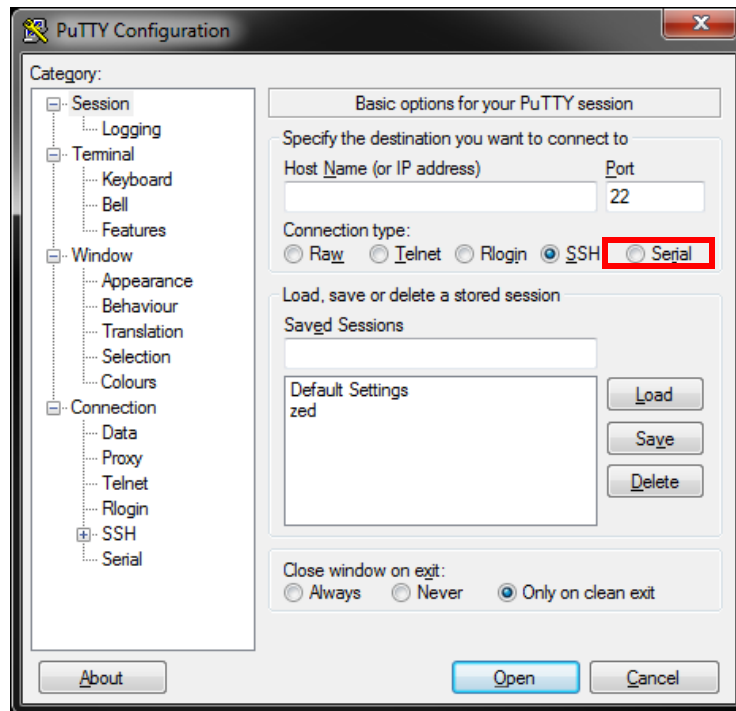 PuTTY Configuration
x
Category:
Session
Logging
Terminal
Keyboard
Bell
Features
Window
Appearance
Behaviour
Translation
Selection
Colours
Connection
Data
Proxy
Telnet
Rlogin
SSH
Serial
Basic options for your PuTTY session
Specify the destination you want to connect to
Host Name (or IP address) Port
22
Connection type:
Raw Telnet Rlogin SSH Serial
Load, save or delete a stored session
Saved Sessions
Default Settings
zed
Load
Save
Delete
Close window on exit:
Always Never Only on clean exit
About Open Cancel